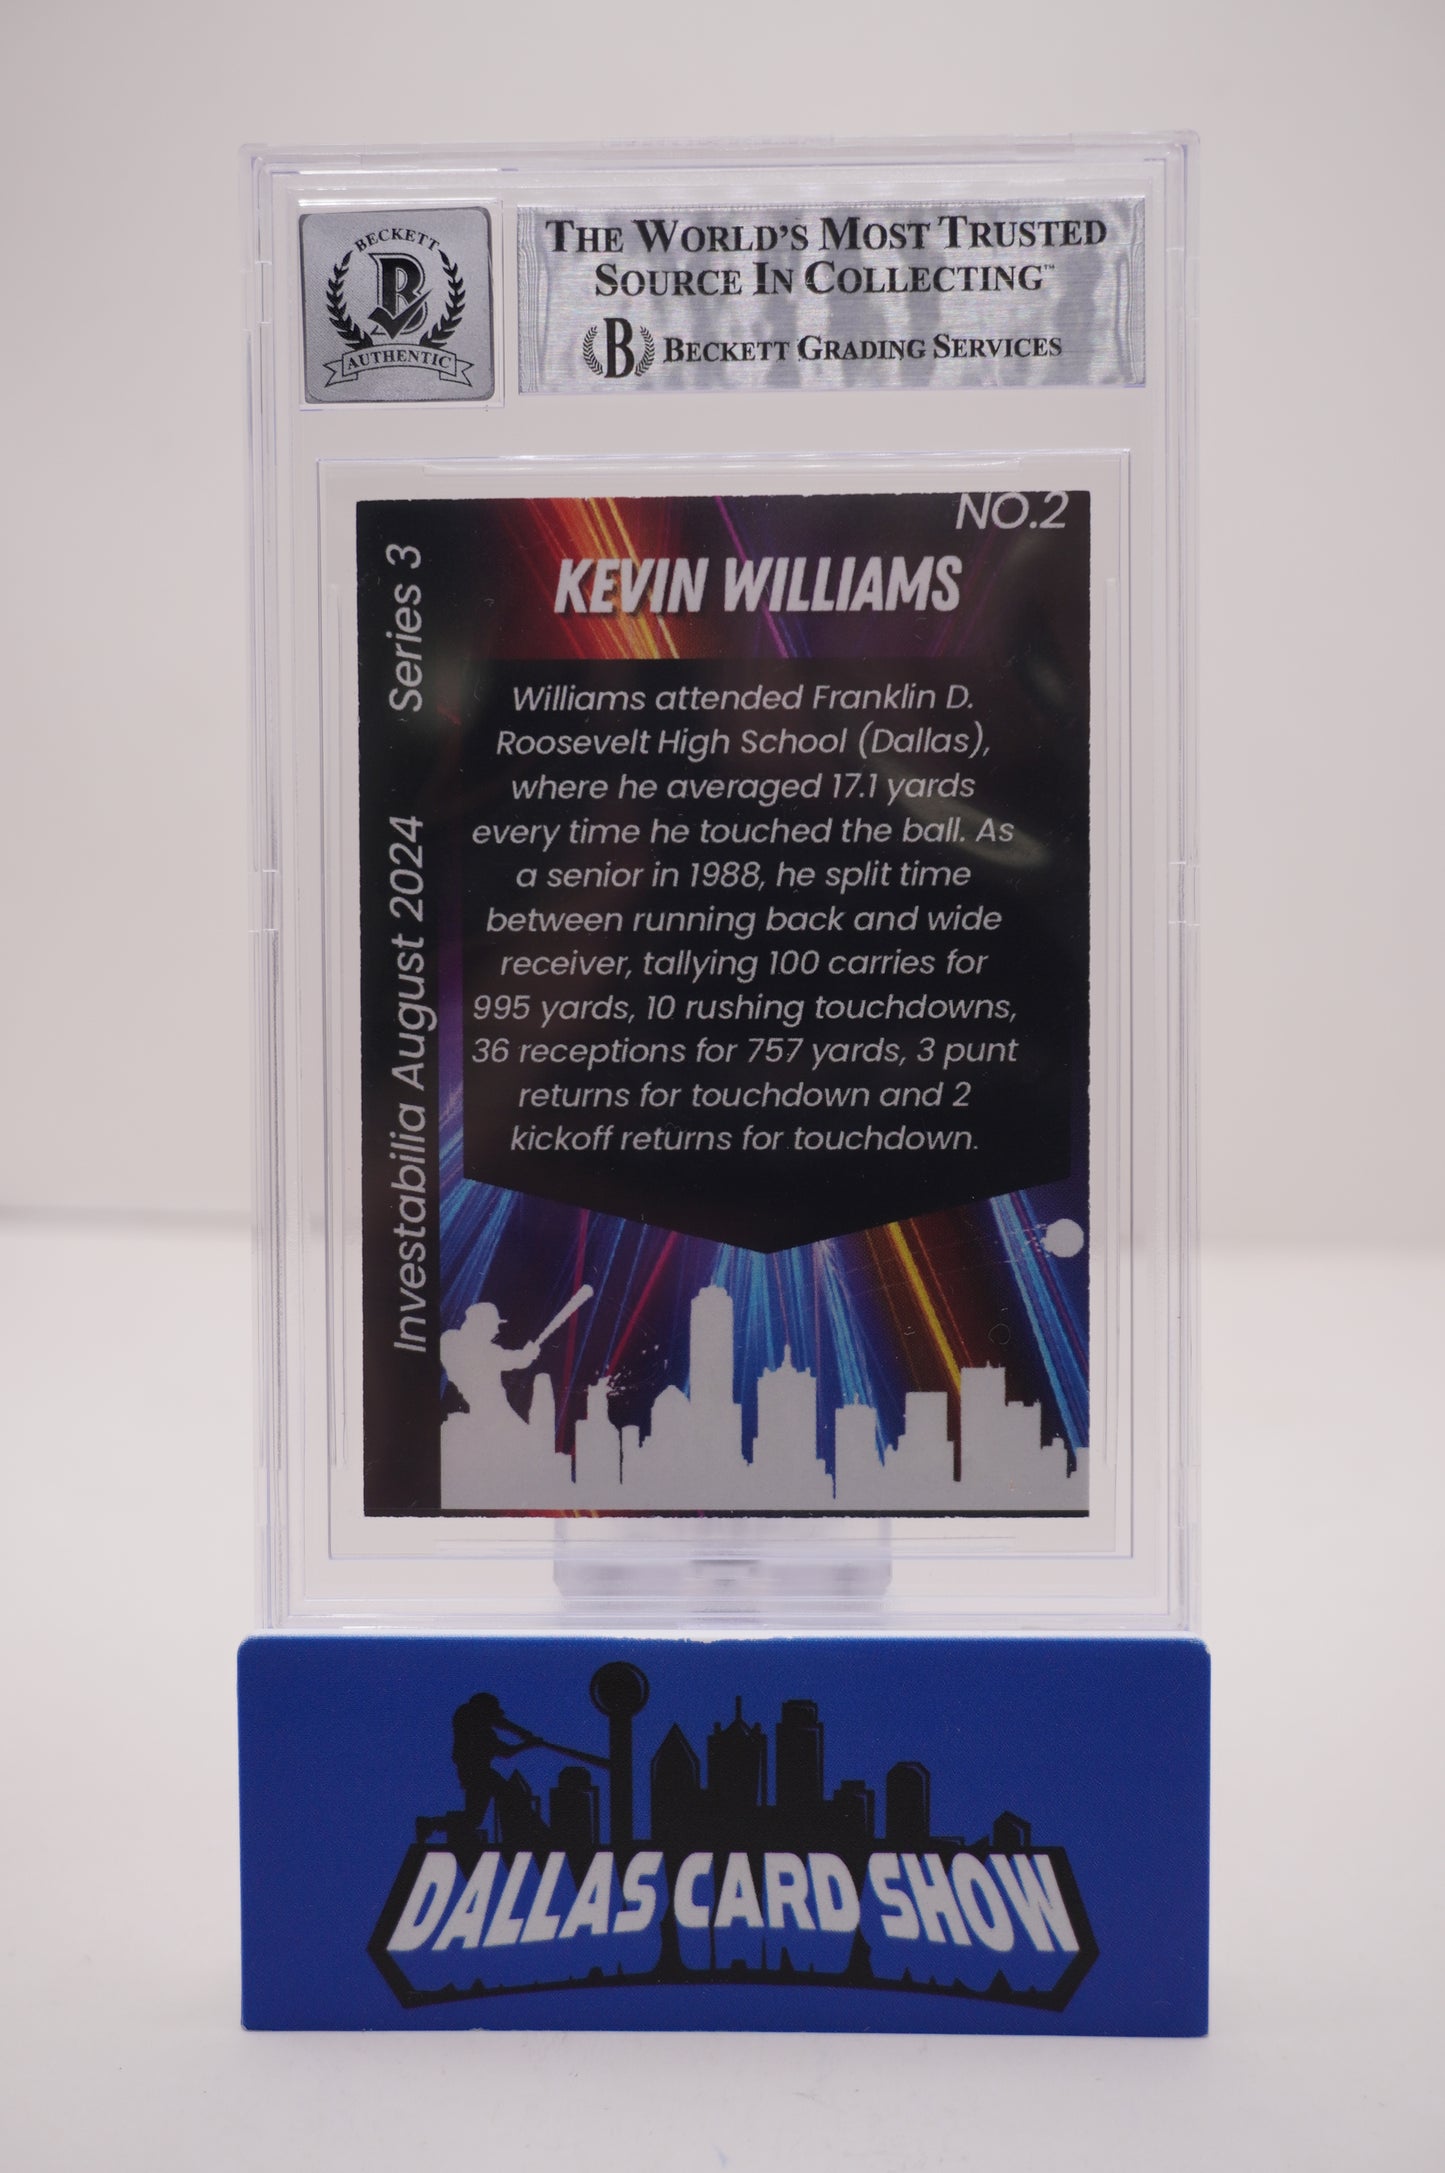 BECKETT
B
AUTHENTIC
THE WORLD'S MOST TRUSTED
SOURCE IN COLLECTING™
B BECKETT GRADING SERVICES
NO.2
KEVIN WILLIAMS
Investabilia August 2024 Series 3
Williams attended Franklin D.
Roosevelt High School (Dallas),
where he averaged 17.1 yards
every time he touched the ball. As
a senior in 1988, he split time
between running back and wide
receiver, tallying 100 carries for
995 yards, 10 rushing touchdowns,
36 receptions for 757 yards, 3 punt
returns for touchdown and 2
kickoff returns for touchdown.
DALLAS CARD SHOW